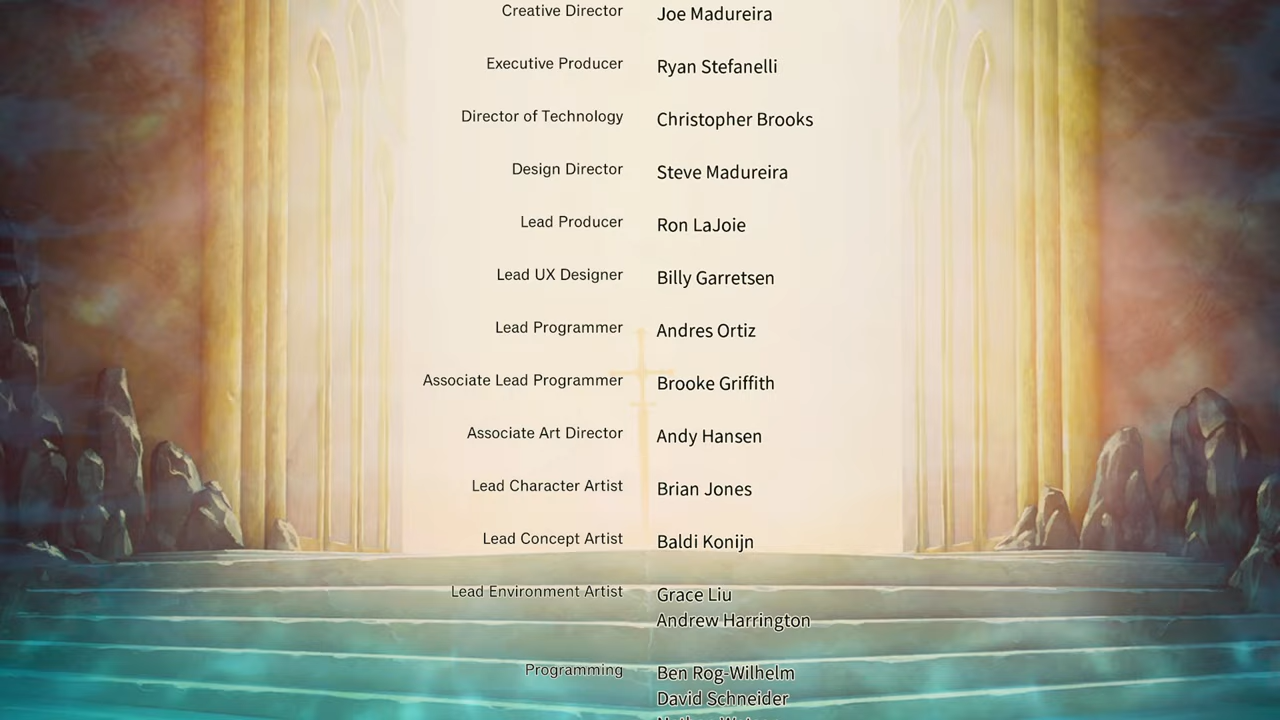 Creative Director Joe Madureira
Executive Producer Ryan Stefanelli
Director of Technology Christopher Brooks
Design Director Steve Madureira
Lead Producer Ron LaJoie
Lead UX Designer Billy Garretsen
Lead Programmer Andres Ortiz
Associate Lead Programmer Brooke Griffith
Associate Art Director Andy Hansen
Lead Character Artist Brian Jones
Lead Concept Artist Baldi Konijn
Lead Environment Artist Grace Liu
Andrew Harrington
Programming Ben Rog-Wilhelm
David Schneider